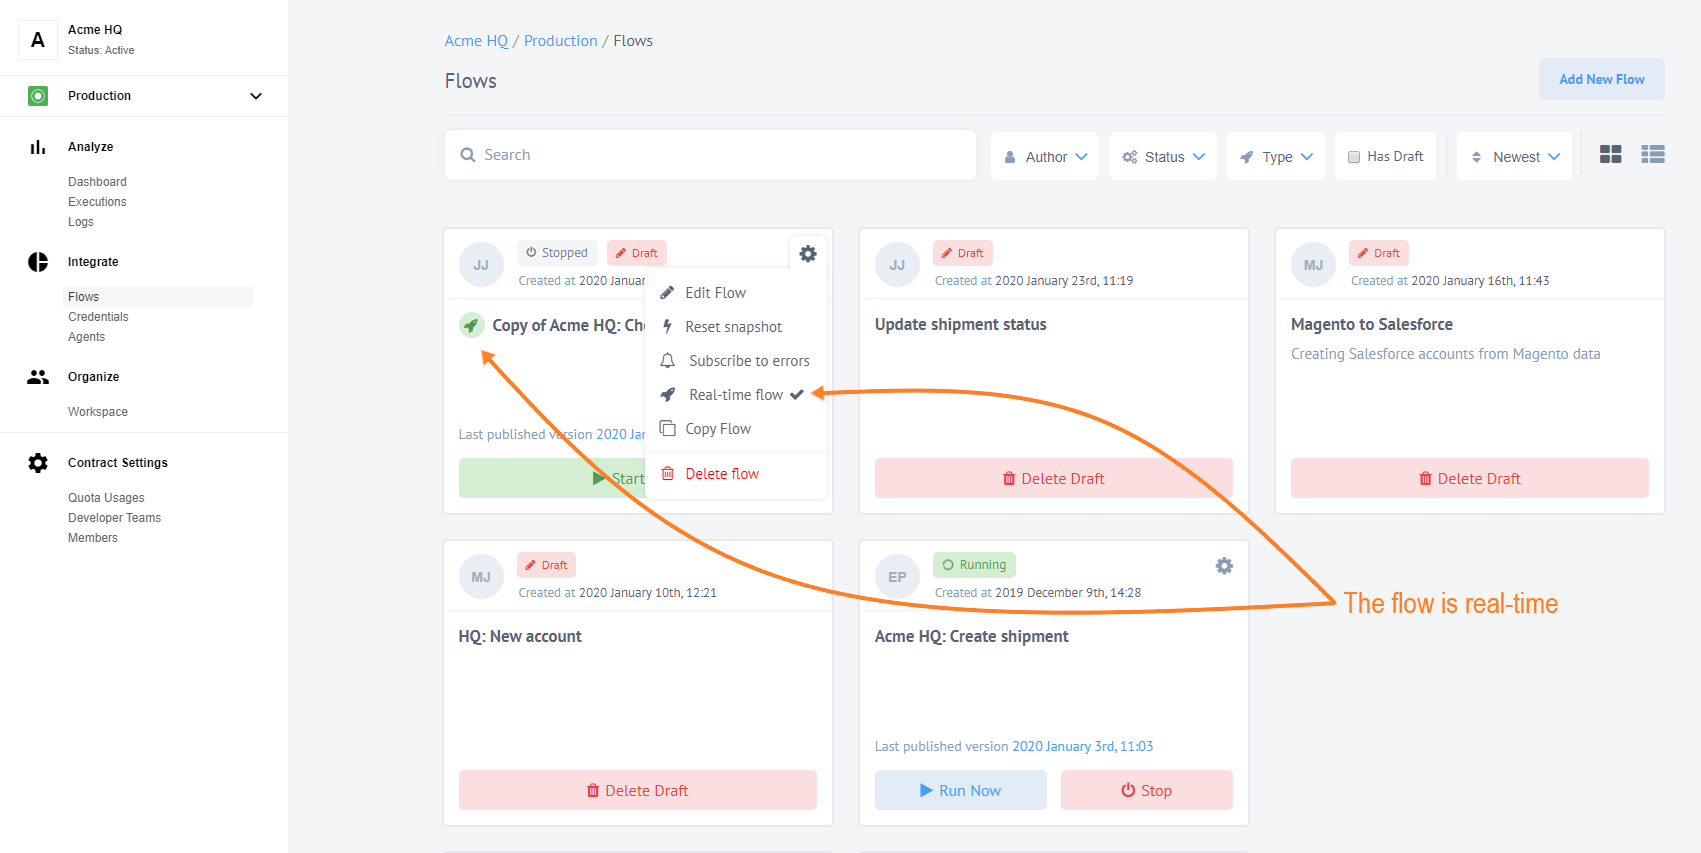 A
Acme HQ
Status: Active
Production
Analyze
Dashboard
Executions
Logs
Integrate
Flows
Credentials
Agents
Organize
Workspace
Contract Settings
Quota Usages
Developer Teams
Members
Acme HQ / Production / Flows
Flows
Add New Flow
Search
Author
Status
Type
Has Draft
Newest
JJ
Stopped
Draft
Created at 2020 Januar
Copy of Acme HQ: Ch
Last published version 2020 Jan
Start
Edit Flow
Reset snapshot
Subscribe to errors
Real-time flow
Copy Flow
Delete flow
JJ
Draft
Created at 2020 January 23rd, 11:19
Update shipment status
Delete Draft
MJ
Draft
Created at 2020 January 16th, 11:43
Magento to Salesforce
Creating Salesforce accounts from Magento data
Delete Draft
MJ
Draft
Created at 2020 January 10th, 12:21
HQ: New account
Delete Draft
EP
Running
Created at 2019 December 9th, 14:28
Acme HQ: Create shipment
Last published version 2020 January 3rd, 11:03
Run Now
Stop
The flow is real-time